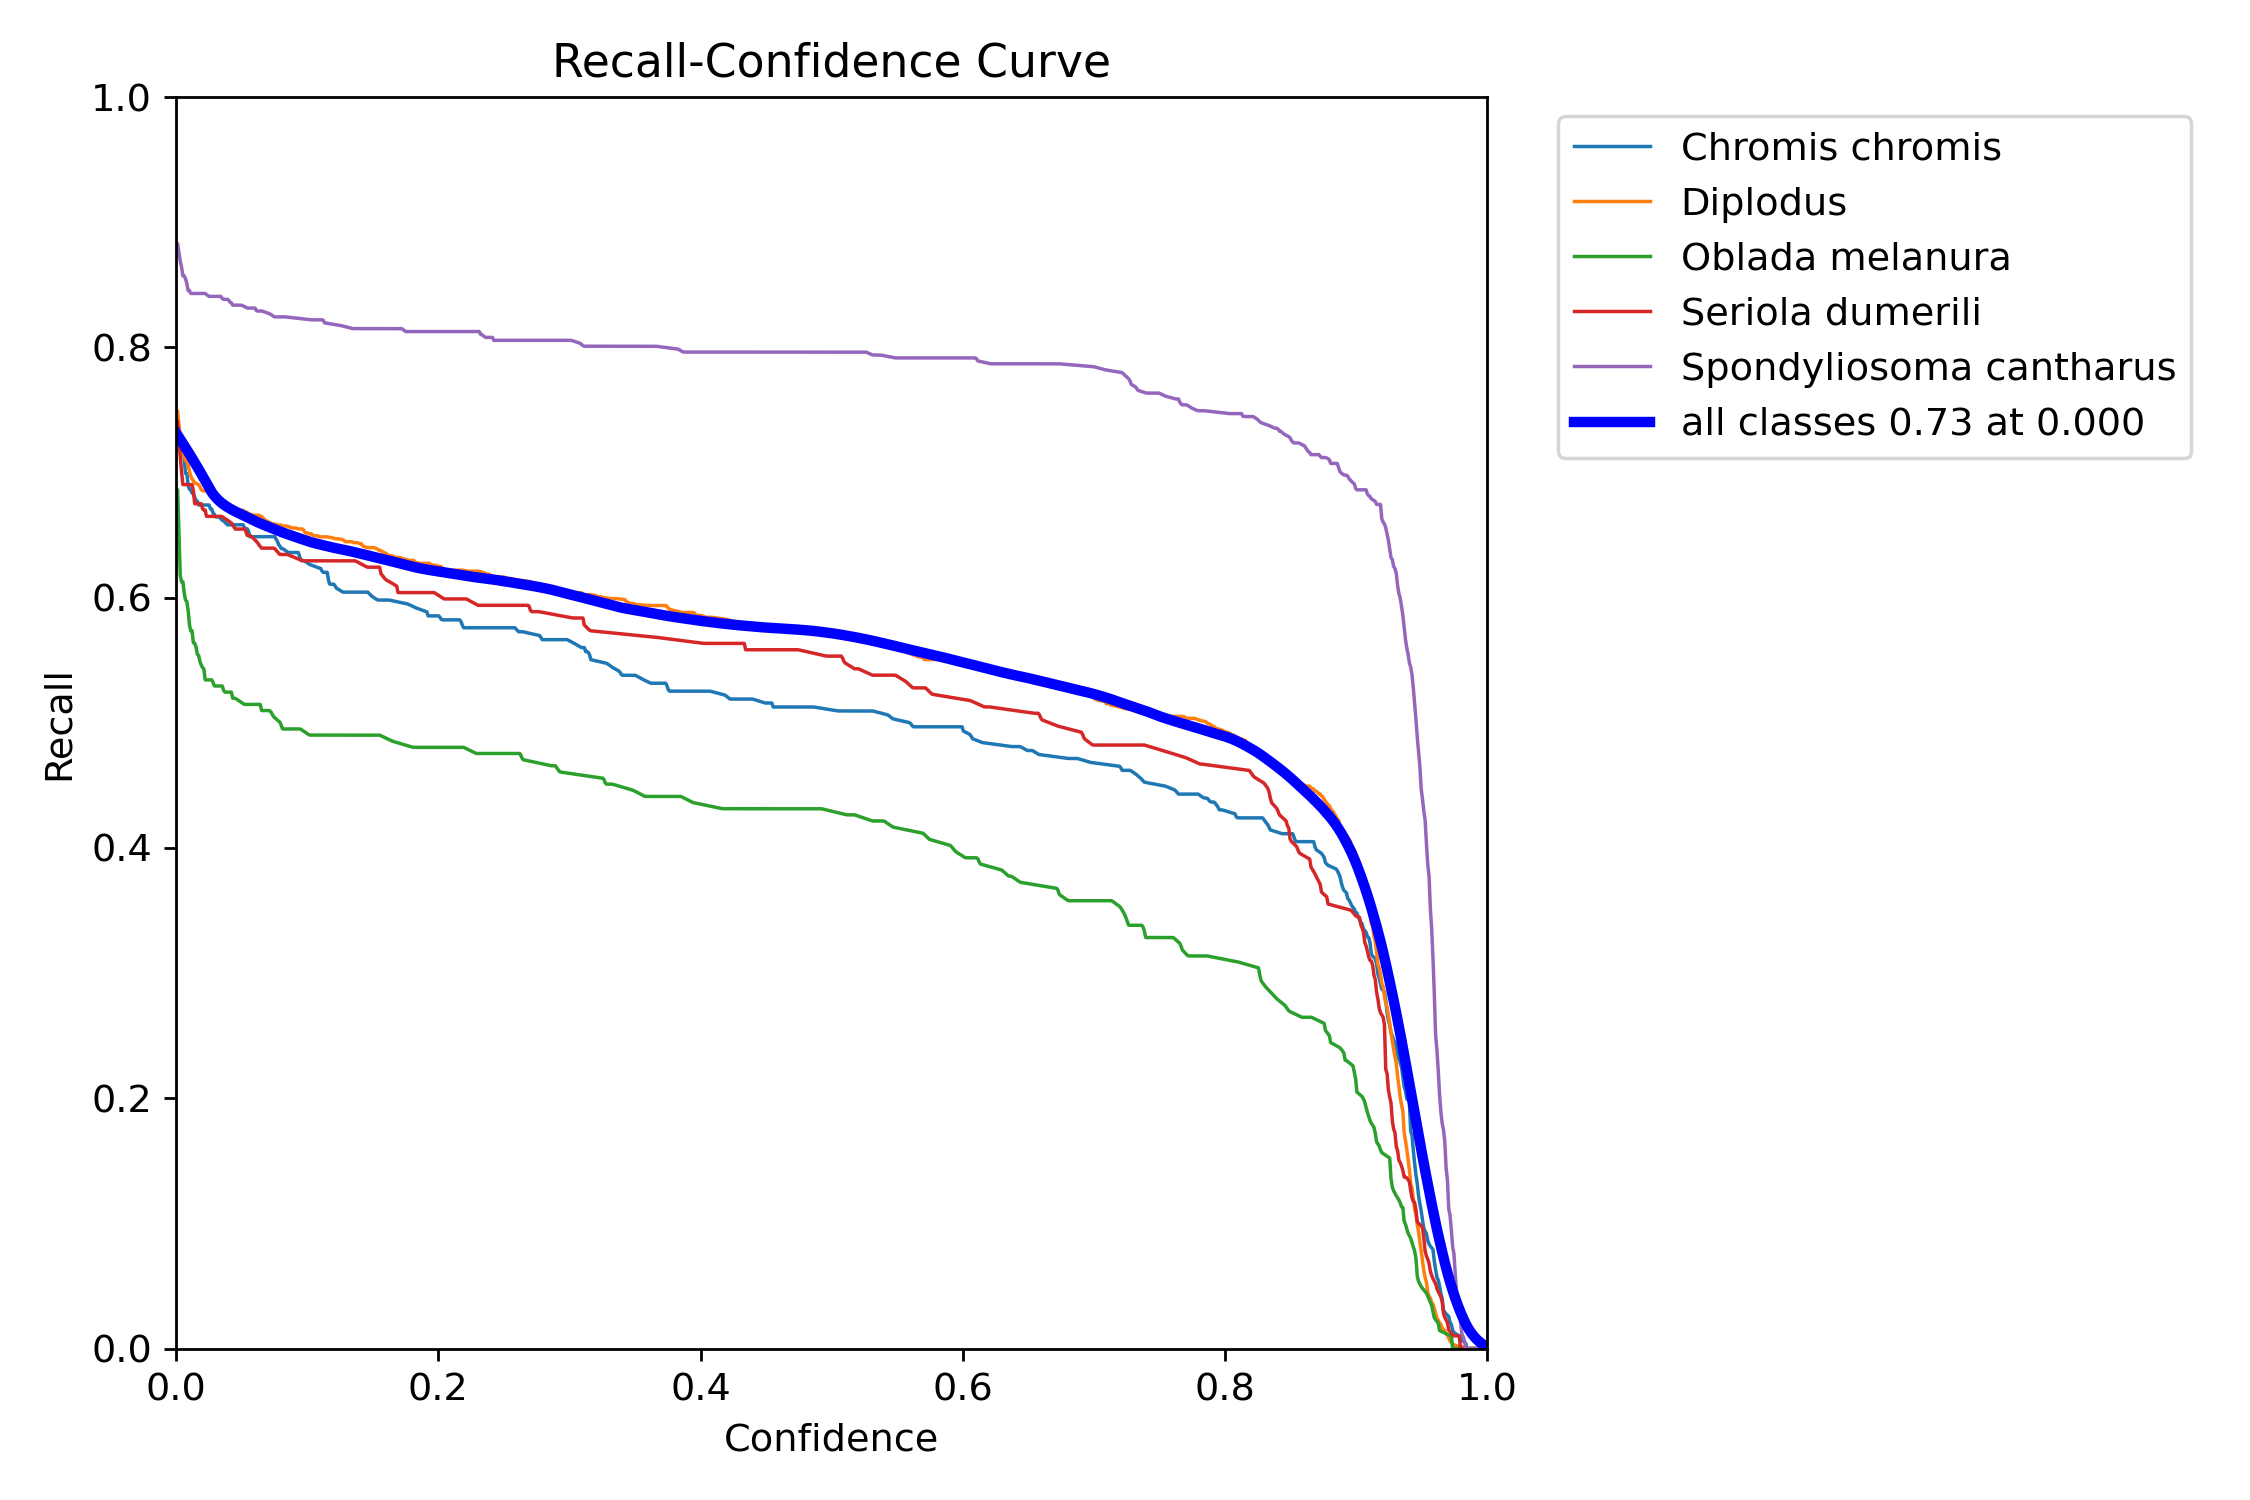 Recall-Confidence Curve
1.0
0.8
0.6
0.4
0.2
0.0
Recall
0.0 0.2 0.4 0.6 0.8 1.0
Confidence
Chromis chromis
Diplodus
Oblada melanura
Seriola dumerili
Spondyliosoma cantharus
all classes 0.73 at 0.000